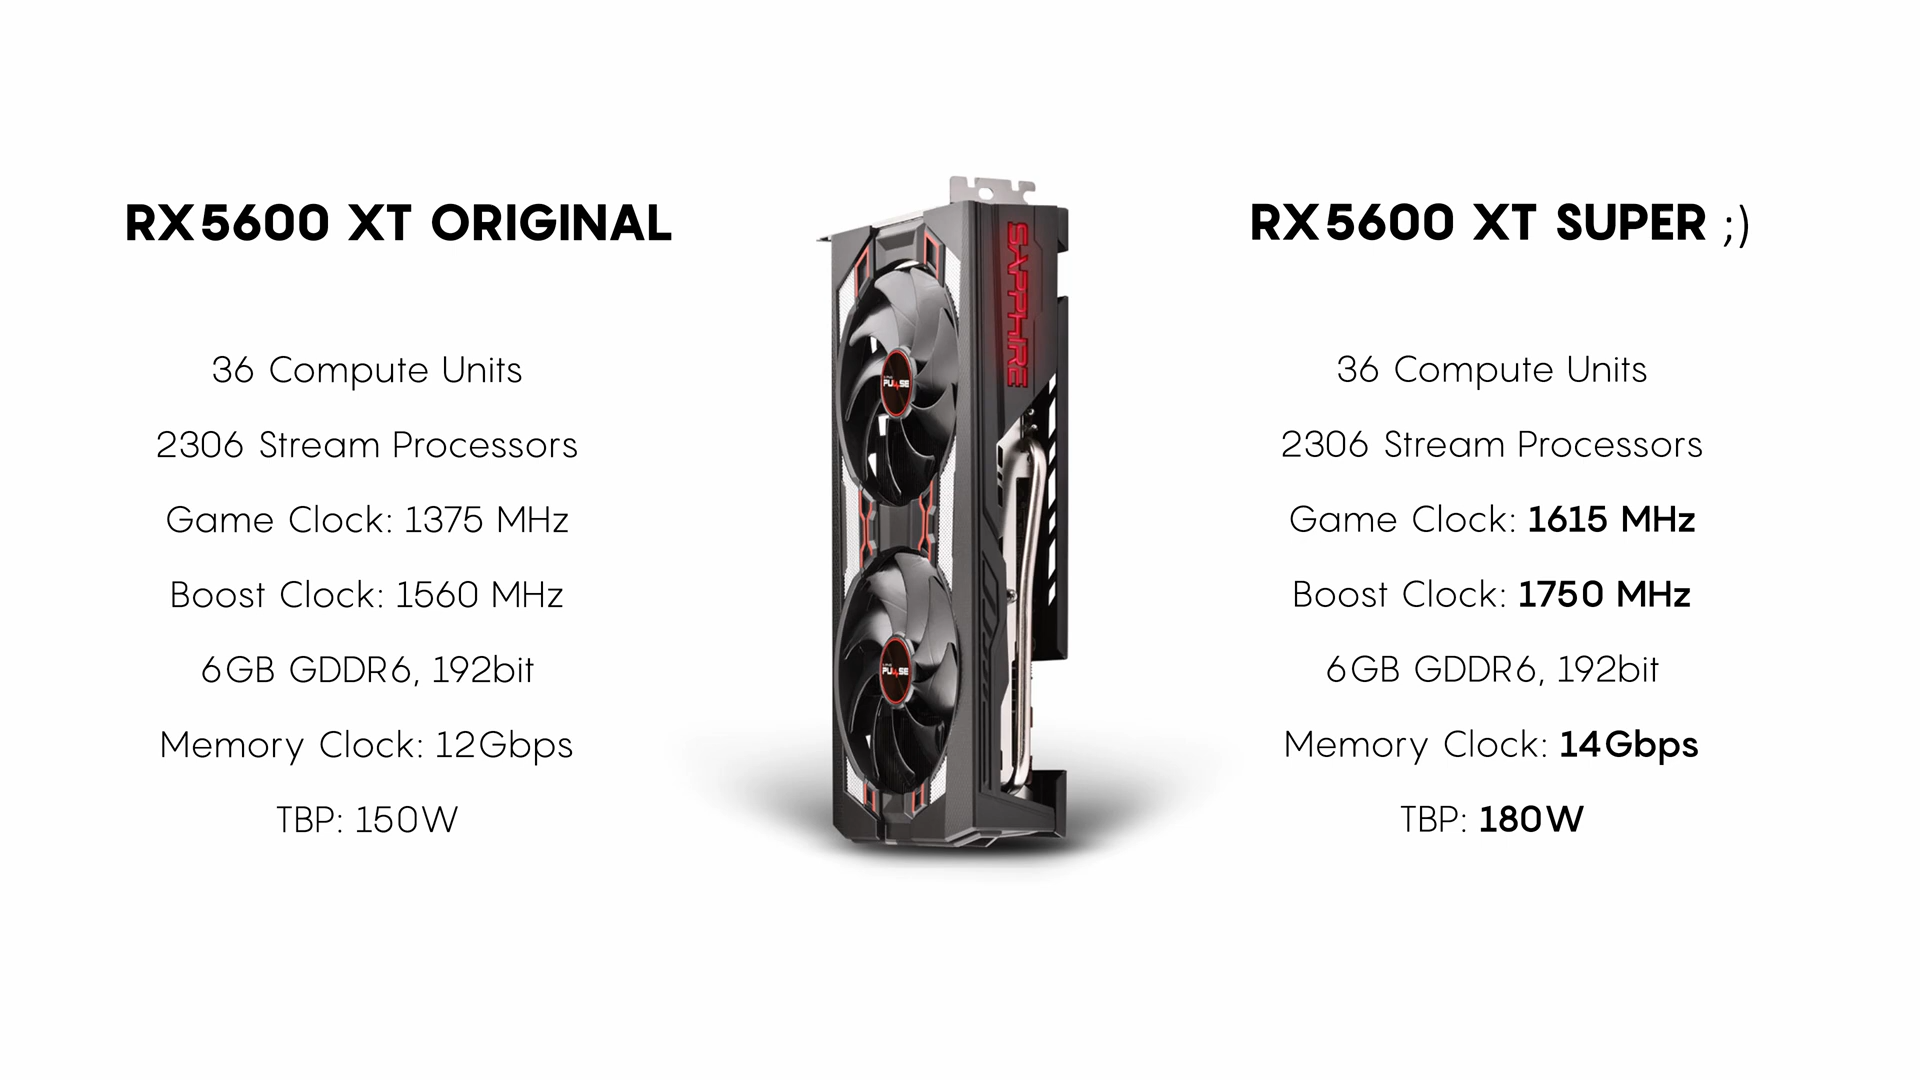 RX5600 XT ORIGINAL
36 Compute Units
2306 Stream Processors
Game Clock: 1375 MHz
Boost Clock: 1560 MHz
6GB GDDR6, 192bit
Memory Clock: 12Gbps
TBP: 150W
SAPPHIRE
PULSE
PULSE
RX5600 XT SUPER ;)
36 Compute Units
2306 Stream Processors
Game Clock: 1615 MHz
Boost Clock: 1750 MHz
6GB GDDR6, 192bit
Memory Clock: 14Gbps
TBP: 180W